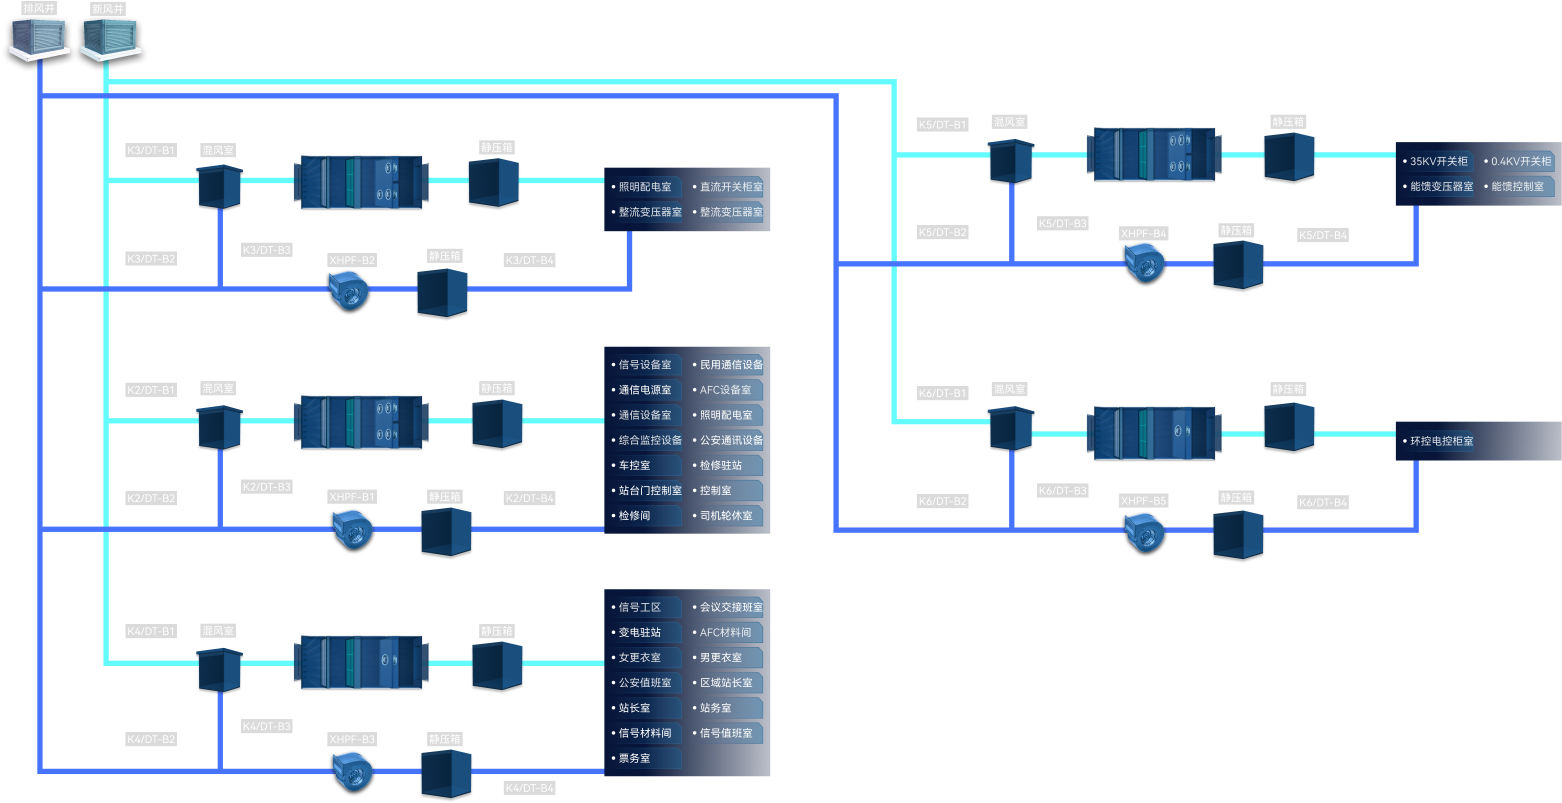 排风井
新风井
K3/DT-B1
混风室
静压箱
K3/DT-B2
K3/DT-B3
XHPF-B2
静压箱
K3/DT-B4
照明配电室
直流开关柜室
整流变压器室
整流变压器室
K5/DT-B1
混风室
静压箱
K5/DT-B2
K5/DT-B3
XHPF-B4
静压箱
K5/DT-B4
35KV开关柜
0.4KV开关柜
能馈变压器室
能馈控制室
K2/DT-B1
混风室
静压箱
K2/DT-B2
K2/DT-B3
XHPF-B1
静压箱
K2/DT-B4
信号设备室
民用通信设备
通信电源室
AFC设备室
通信设备室
照明配电室
综合监控设备
公安通讯设备
车控室
检修驻站
站台门控制室
控制室
检修间
司机轮休室
K6/DT-B1
混风室
静压箱
K6/DT-B2
K6/DT-B3
XHPF-B5
静压箱
K6/DT-B4
环控电控柜室
K4/DT-B1
混风室
静压箱
K4/DT-B2
K4/DT-B3
XHPF-B3
静压箱
K4/DT-B4
信号工区
会议交接班室
变电驻站
AFC材料间
女更衣室
男更衣室
公安值班室
区域站长室
站长室
站务室
信号材料间
信号值班室
票务室